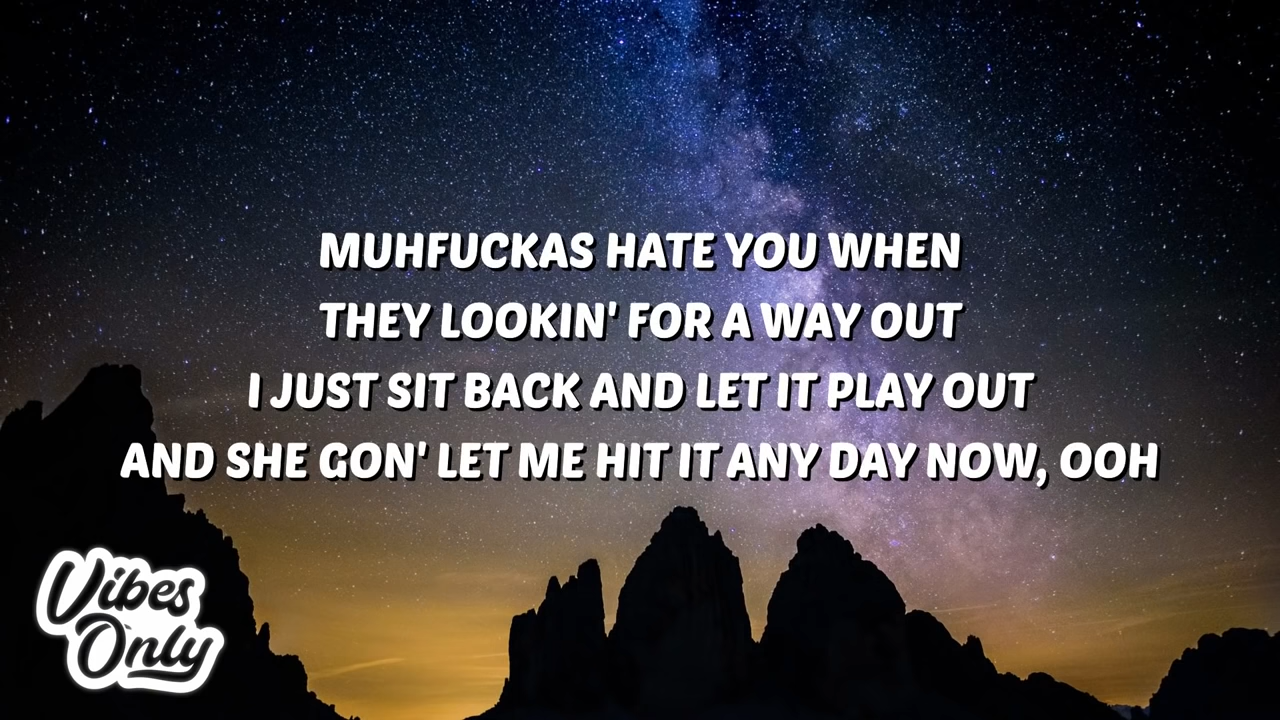 MUHFUCKAS HATE YOU WHEN
THEY LOOKIN' FOR A WAY OUT
I JUST SIT BACK AND LET IT PLAY OUT
AND SHE GON' LET ME HIT IT ANY DAY NOW, OOH
Vibes
Only